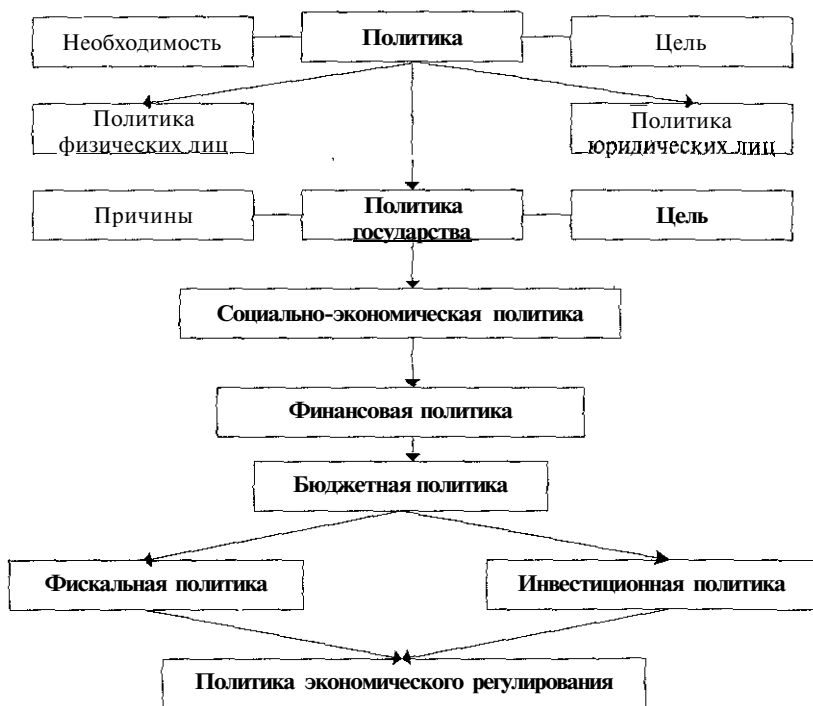 Необходимость
Политика
Цель
Политика
физических лиц
Политика
юридических лиц
Причины
Политика
государства
Цель
Социально-экономическая политика
Финансовая политика
Бюджетная политика
Фискальная политика
Инвестиционная политика
Политика экономического регулирования